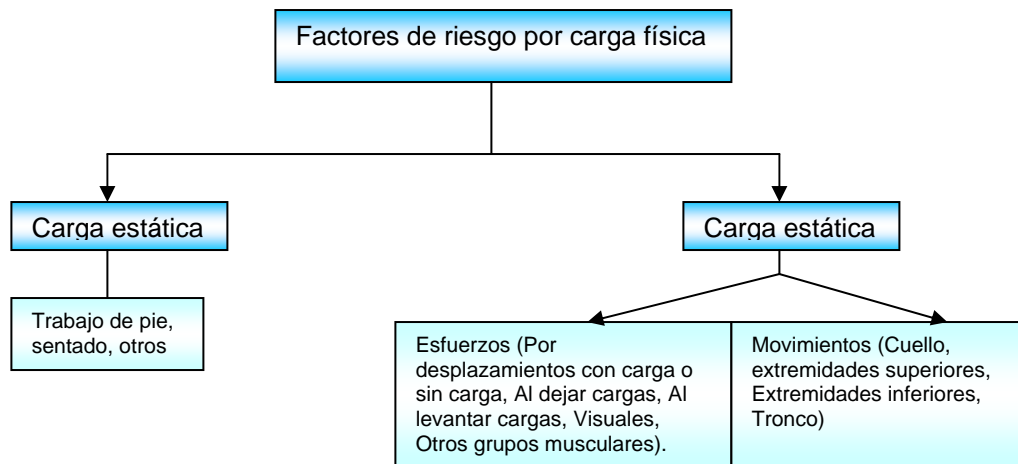 Factores de riesgo por carga física
Carga estática
Carga estática
Trabajo de pie,
sentado, otros
Esfuerzos (Por
desplazamientos con carga o
sin carga, Al dejar cargas, Al
levantar cargas, Visuales,
Otros grupos musculares).
Movimientos (Cuello,
extremidades superiores,
Extremidades inferiores,
Tronco)